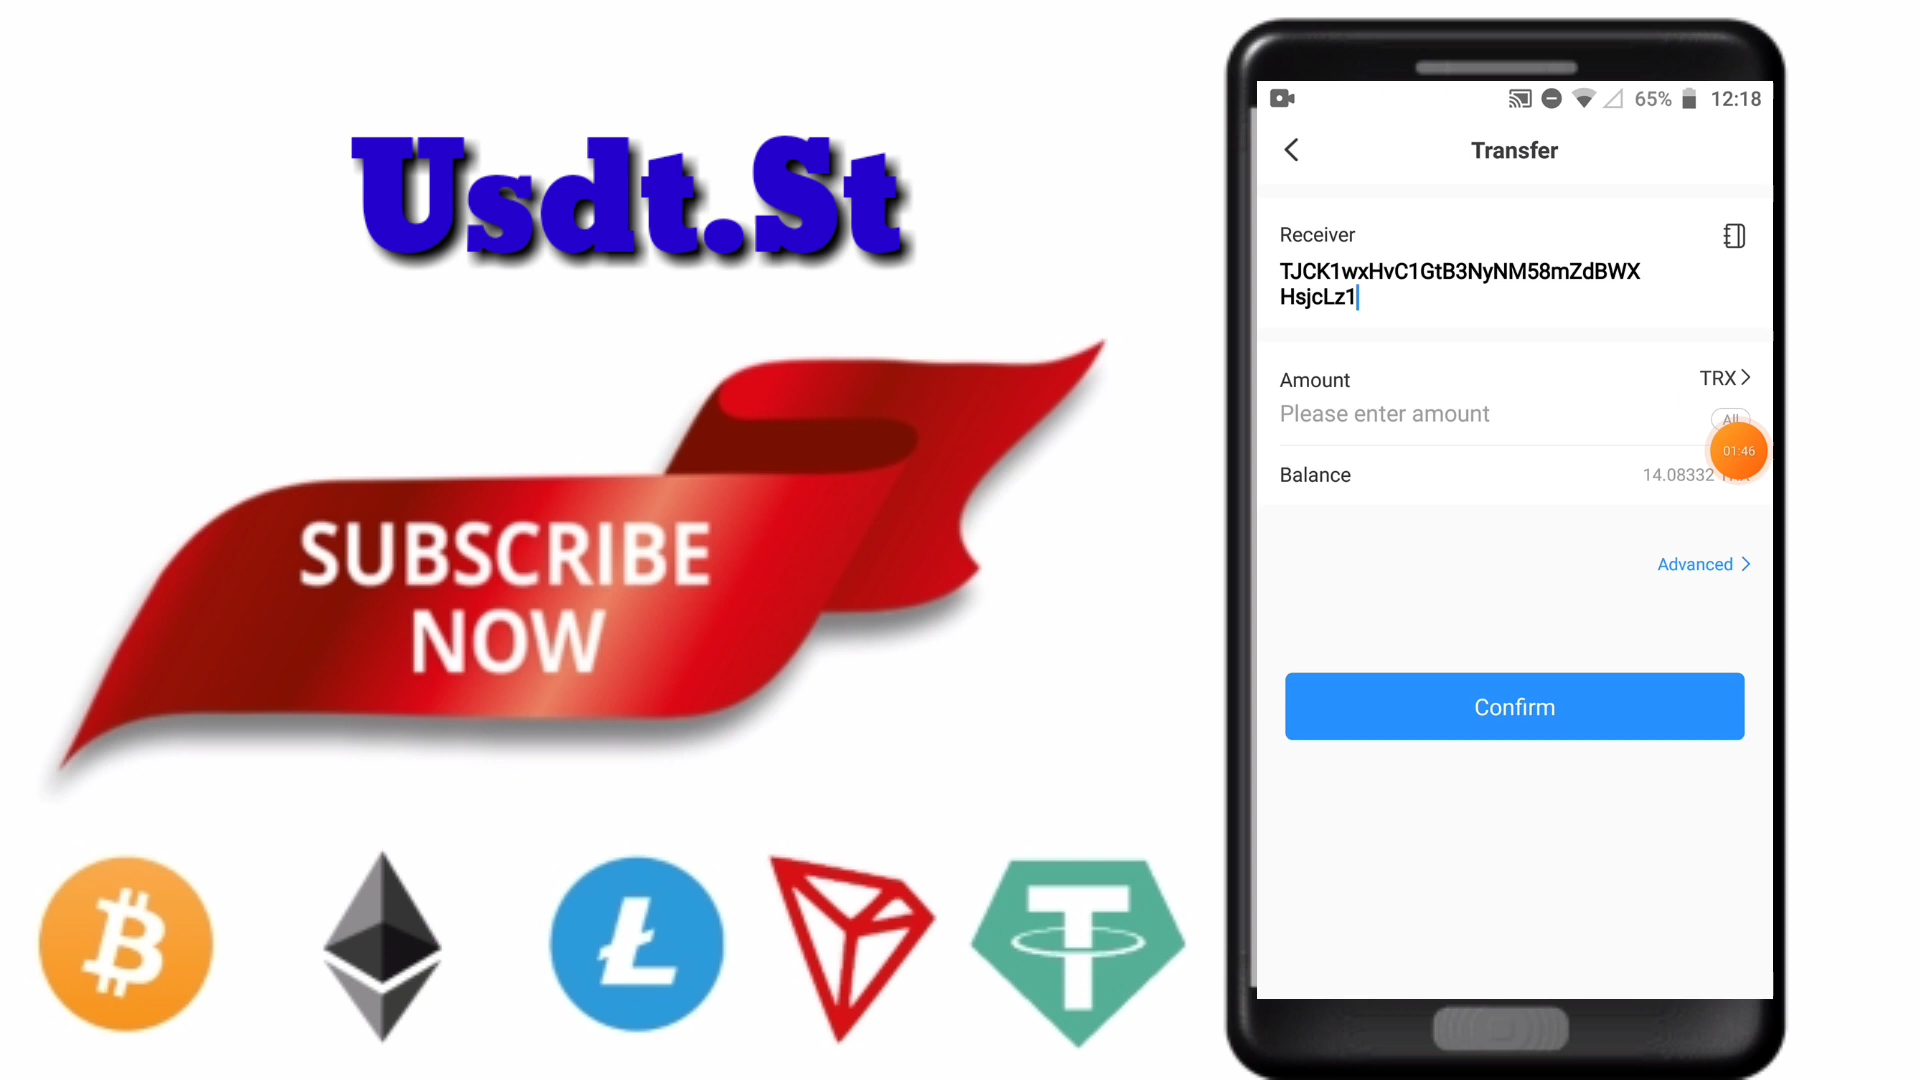 Usdt.St
SUBSCRIBE
NOW
65% 12:18
Transfer
Receiver
TJCK1wxHvC1GtB3NyNM58mZdBWX
HsjcLz1
Amount
TRX
Please enter amount
All
01:46
Balance
14.08332
Advanced
Confirm